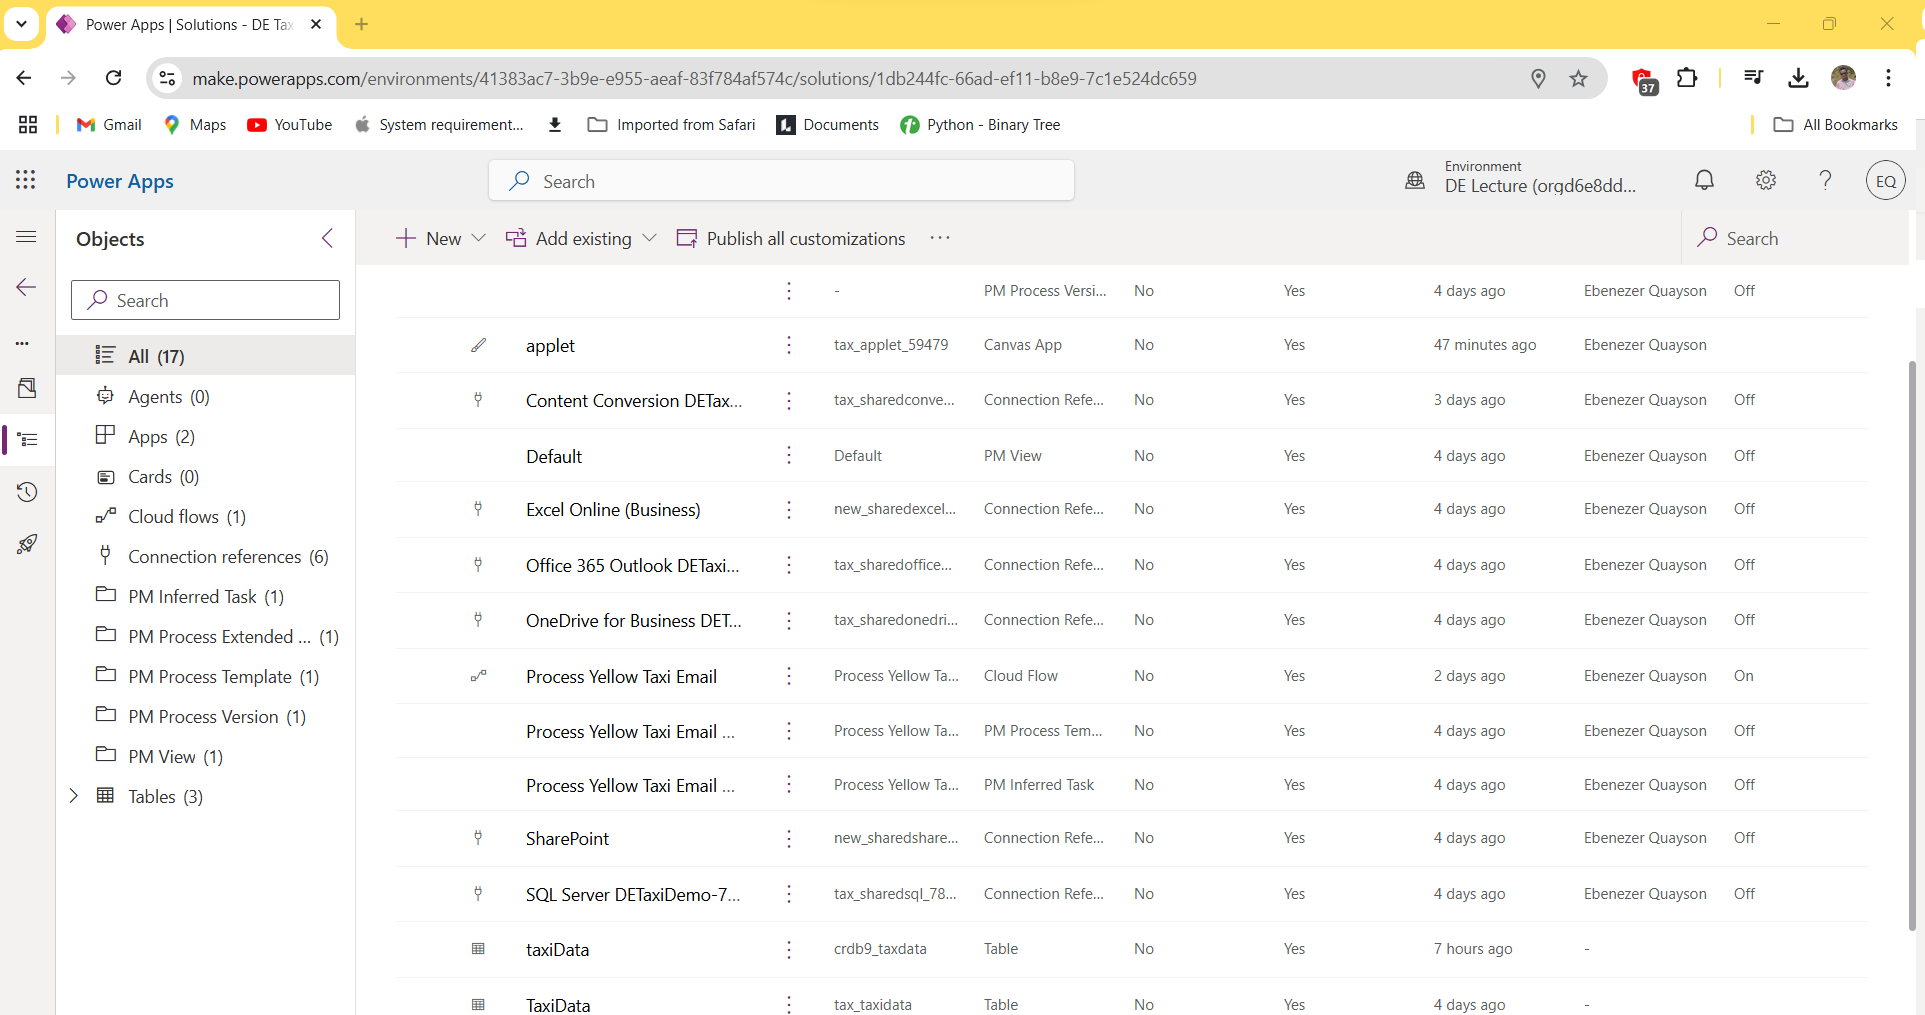 Power Apps | Solutions - DE Tax
make.powerapps.com/environments/41383ac7-3b9e-e955-aeaf-83f784af574c/solutions/1db244fc-66ad-ef11-b8e9-7c1e524dc659
37
Gmail Maps YouTube System requirement... Imported from Safari Documents Python - Binary Tree All Bookmarks
Power Apps
Search
Environment
DE Lecture (orgd6e8dd...
?
EQ
Objects
New Add existing Publish all customizations ...
Search
Search
All (17)
Agents (0)
Apps (2)
Cards (0)
Cloud flows (1)
Connection references (6)
PM Inferred Task (1)
PM Process Extended ... (1)
PM Process Template (1)
PM Process Version (1)
PM View (1)
Tables (3)
- PM Process Versi... No Yes 4 days ago Ebenezer Quayson Off
applet tax_applet_59479 Canvas App No Yes 47 minutes ago Ebenezer Quayson
Content Conversion DETax... tax_sharedconve... Connection Refe... No Yes 3 days ago Ebenezer Quayson Off
Default Default PM View No Yes 4 days ago Ebenezer Quayson Off
Excel Online (Business) new_sharedexcel... Connection Refe... No Yes 4 days ago Ebenezer Quayson Off
Office 365 Outlook DETaxi... tax_sharedoffice... Connection Refe... No Yes 4 days ago Ebenezer Quayson Off
OneDrive for Business DET... tax_sharedonedri... Connection Refe... No Yes 4 days ago Ebenezer Quayson Off
Process Yellow Taxi Email Process Yellow Ta... Cloud Flow No Yes 2 days ago Ebenezer Quayson On
Process Yellow Taxi Email ... Process Yellow Ta... PM Process Tem... No Yes 4 days ago Ebenezer Quayson Off
Process Yellow Taxi Email ... Process Yellow Ta... PM Inferred Task No Yes 4 days ago Ebenezer Quayson Off
SharePoint new_sharedshare... Connection Refe... No Yes 4 days ago Ebenezer Quayson Off
SQL Server DETaxiDemo-7... tax_sharedsql_78... Connection Refe... No Yes 4 days ago Ebenezer Quayson Off
taxiData crdb9_taxdata Table No Yes 7 hours ago -
TaxiData tax_taxidata Table No Yes 4 days ago -